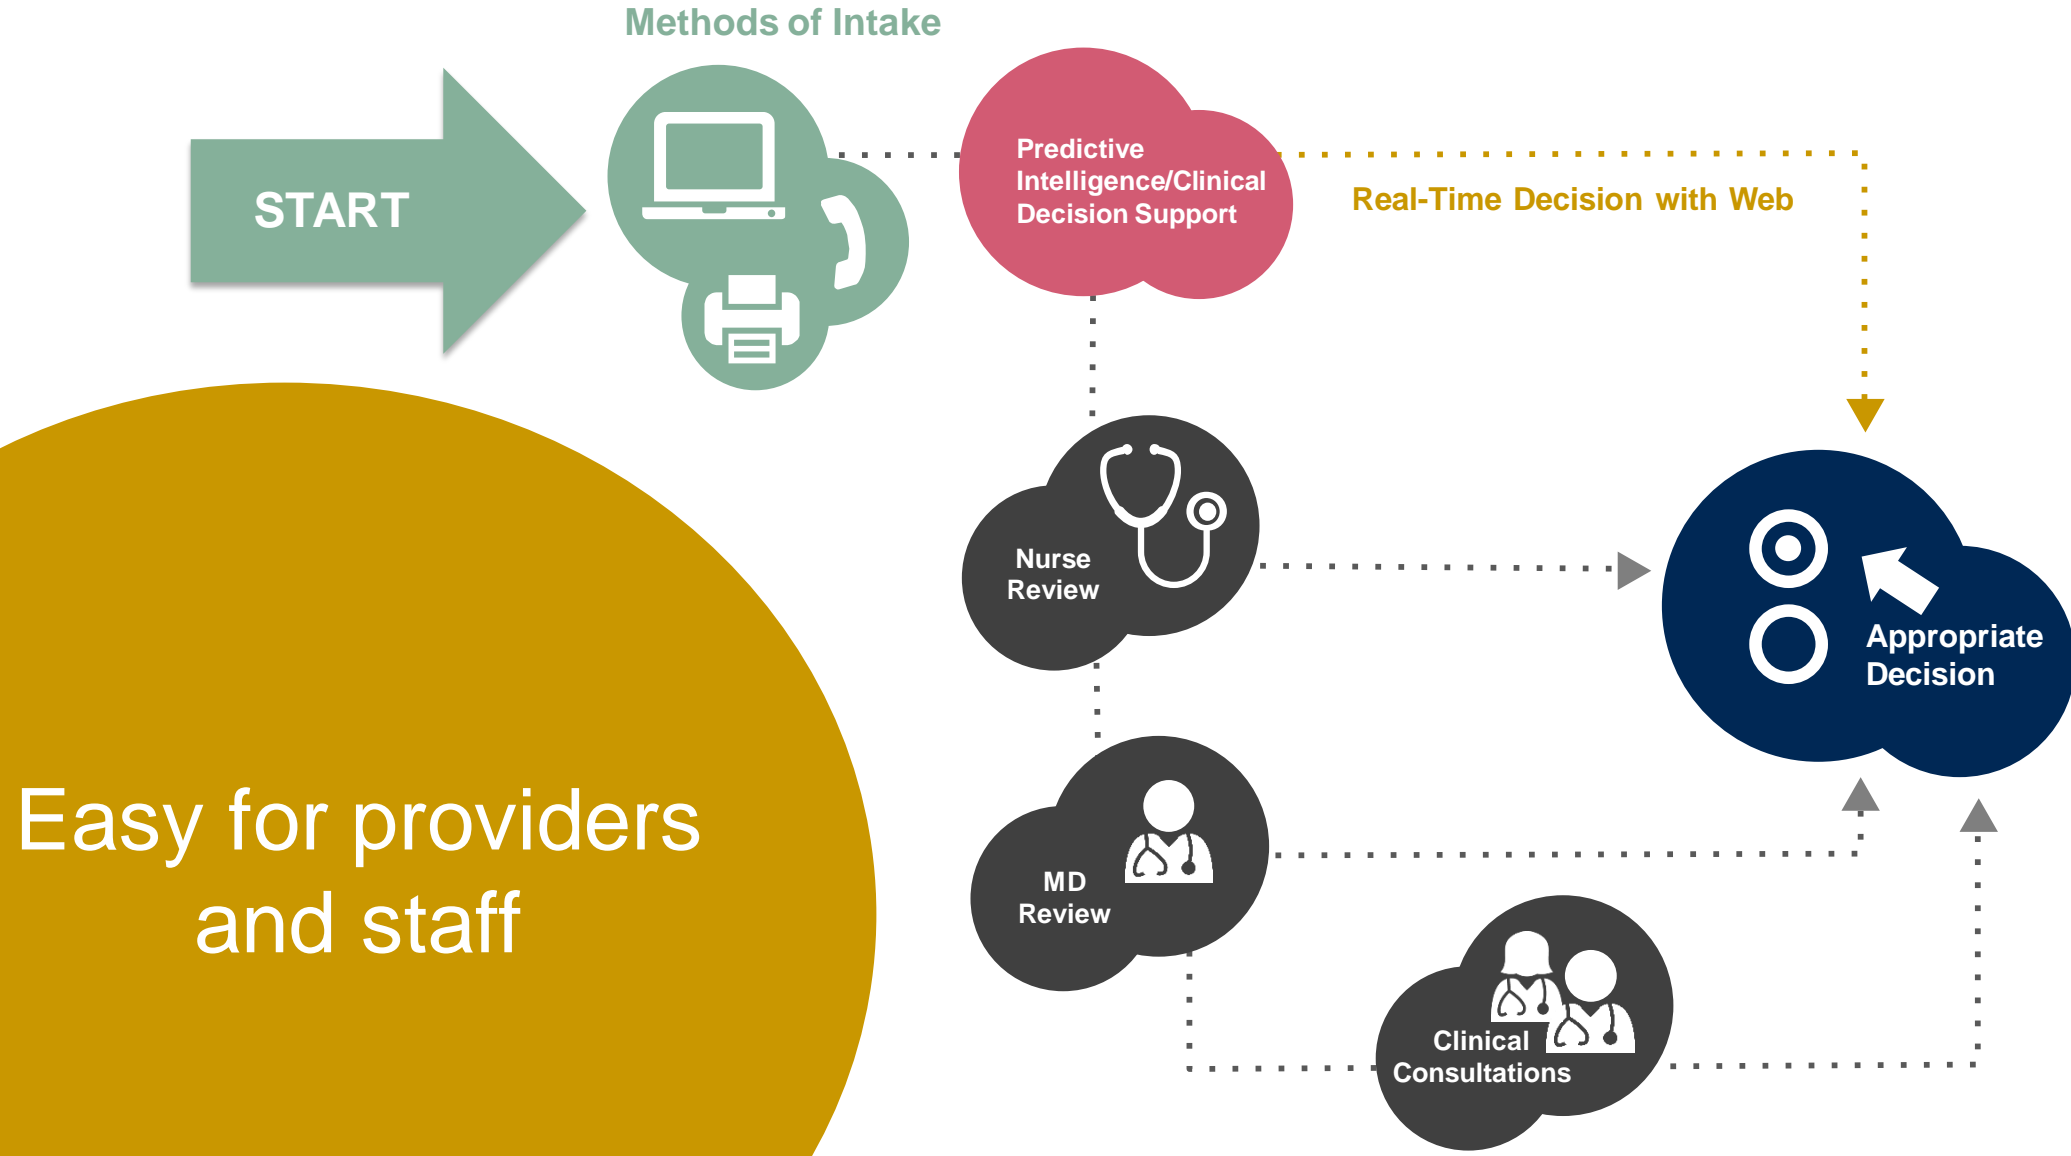 Methods of Intake
START
Predictive
Intelligence/Clinical
Decision Support
Real-Time Decision with Web
Nurse
Review
Appropriate
Decision
Easy for providers
and staff
MD
Review
Clinical
Consultations